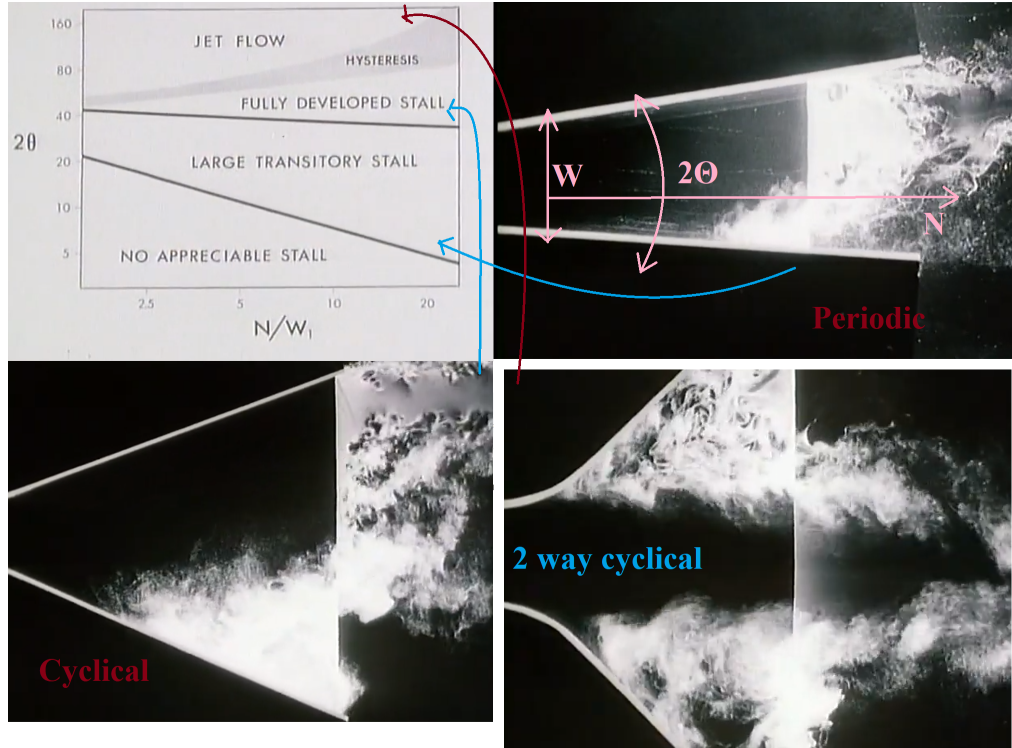 160
80
40
20
10
5
2θ
JET FLOW
HYSTERESIS
FULLY DEVELOPED STALL
LARGE TRANSITORY STALL
NO APPRECIABLE STALL
2.5
5
10
20
N/W₁
W
2Θ
N
Periodic
Cyclical
2 way cyclical